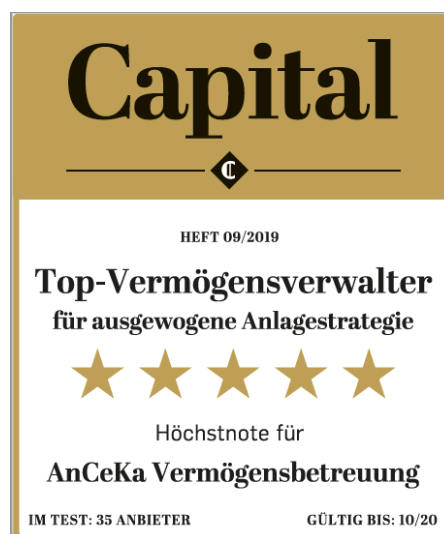 Capital
C
HEFT 09/2019
Top-Vermögensverwalter
für ausgewogene Anlagestrategie
Höchstnote für
AnCeKa Vermögensbetreuung
IM TEST: 35 ANBIETER GÜLTIG BIS: 10/20